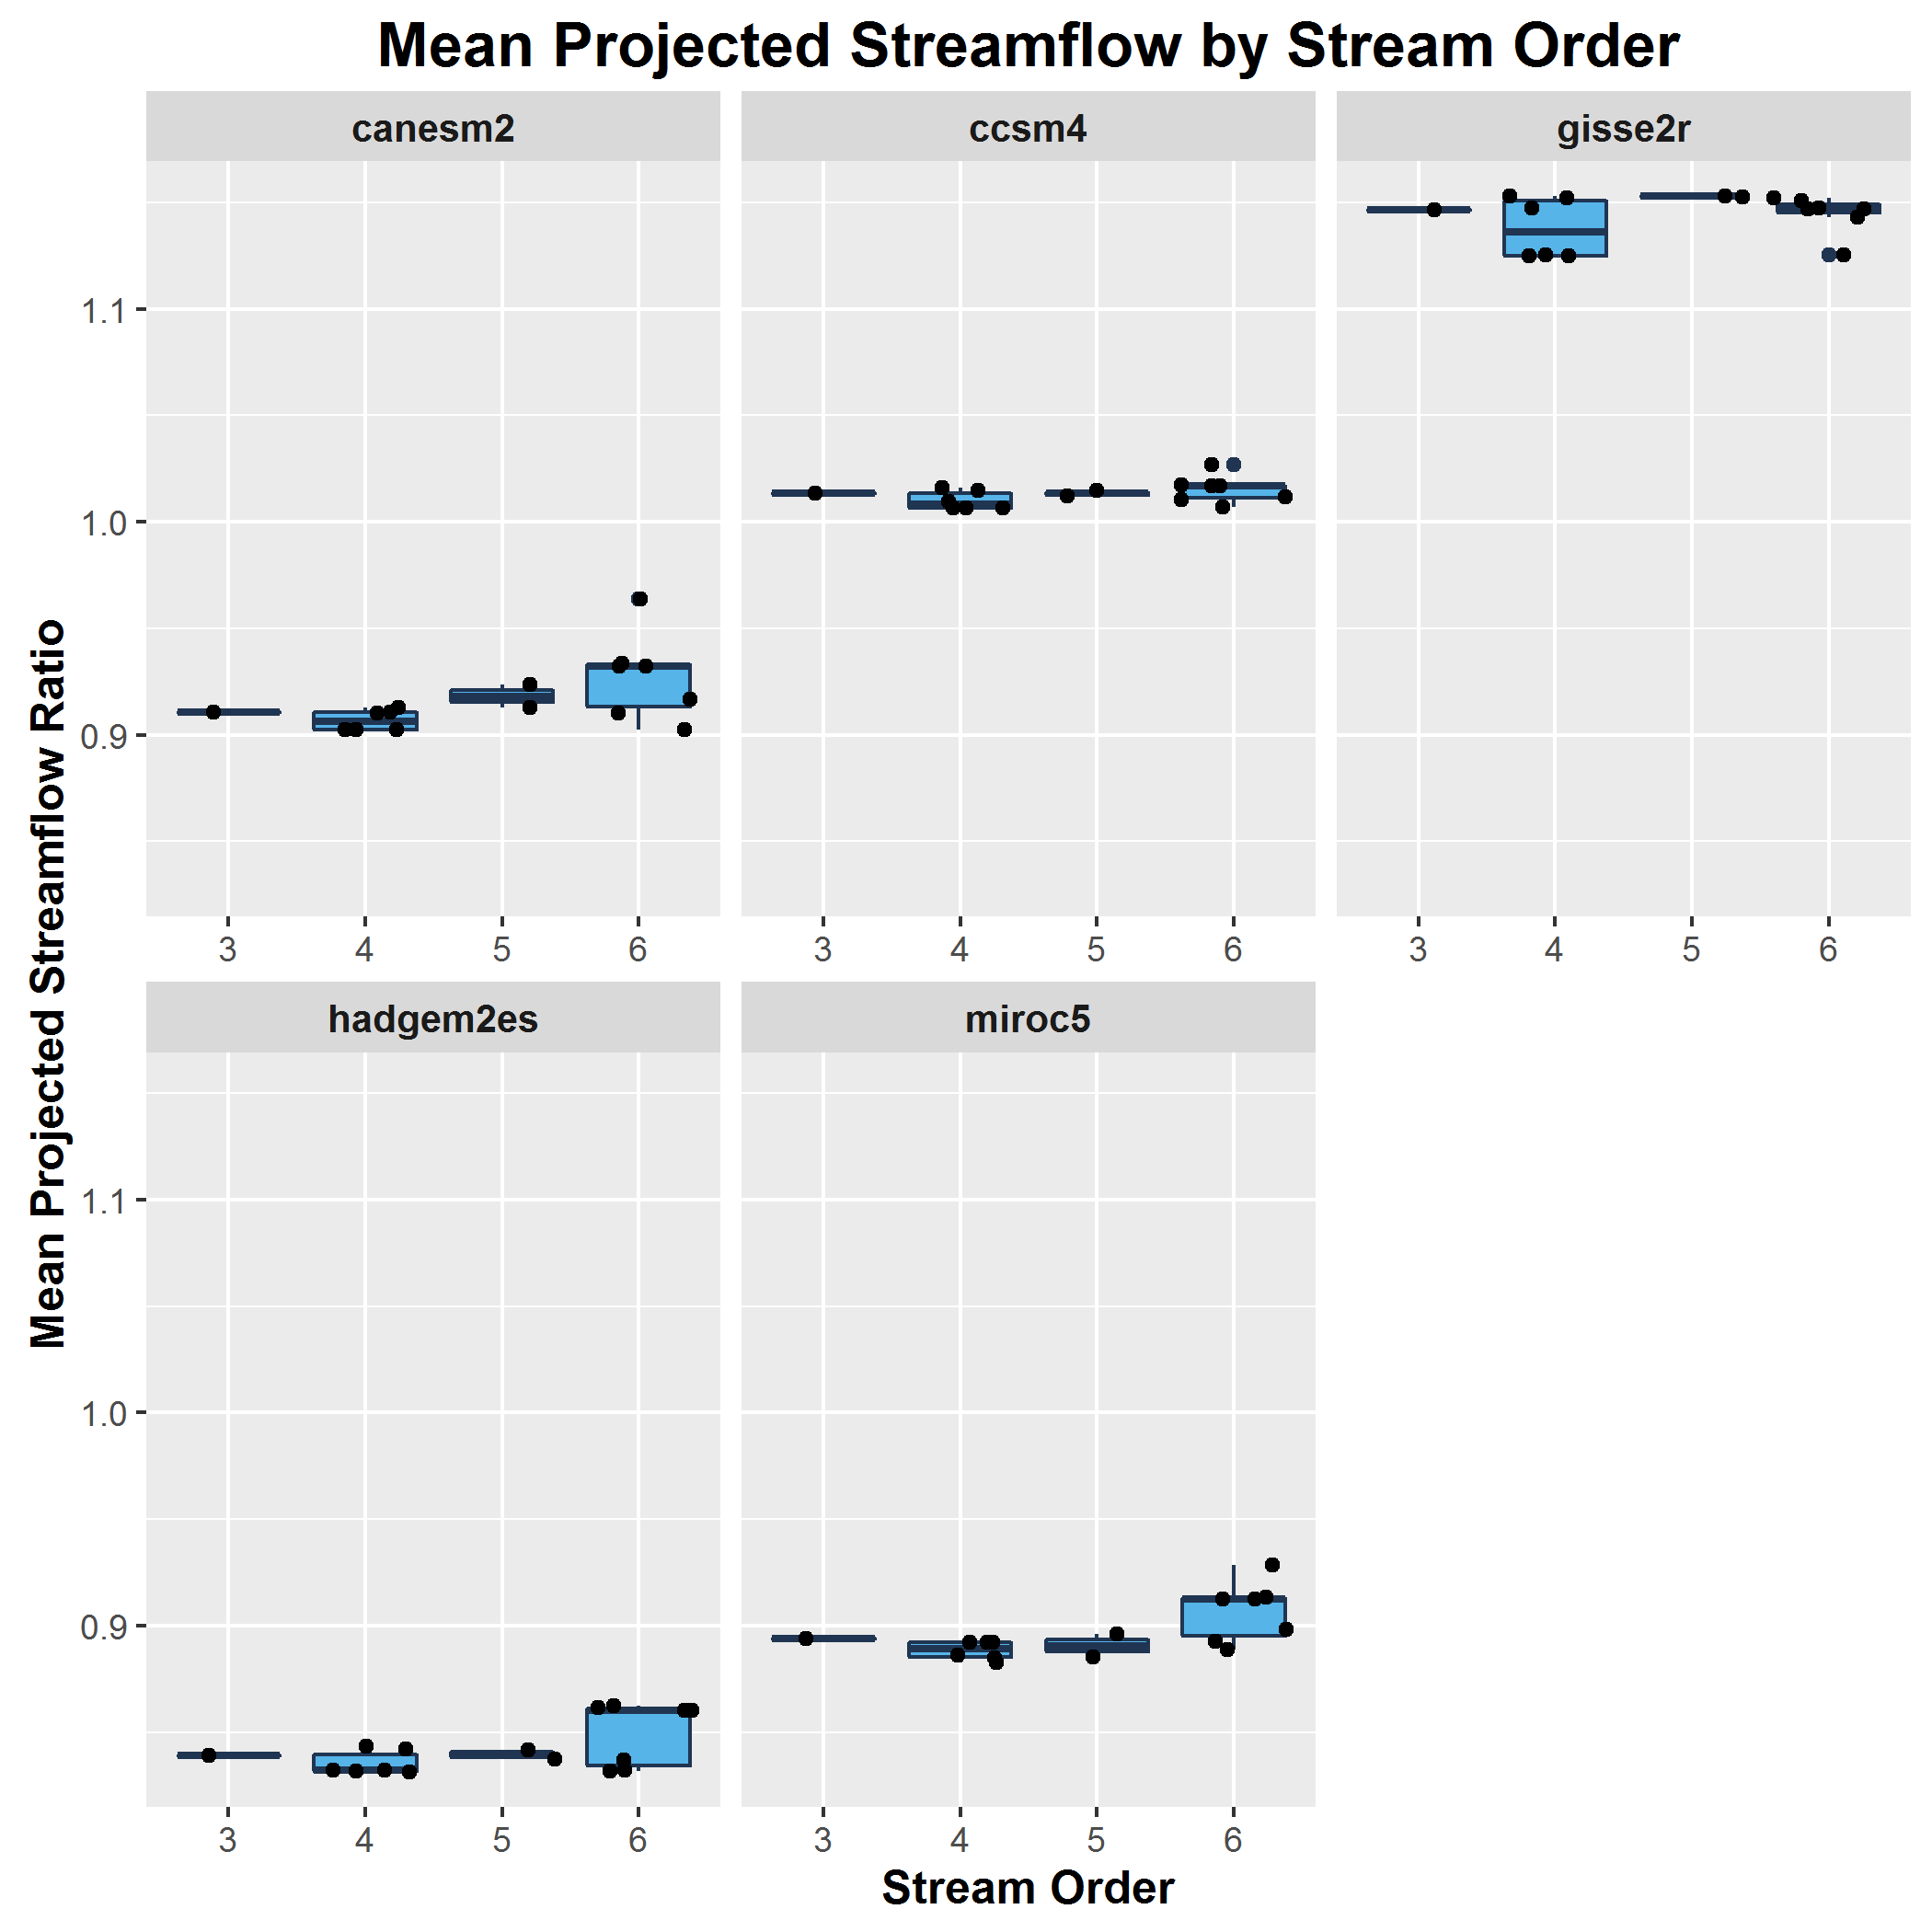 Mean Projected Streamflow by Stream Order
canesm2 ccsm4 gisse2r
1.1
1.0
0.9
3 4 5 6 3 4 5 6 3 4 5 6
Mean Projected Streamflow Ratio
hadgem2es miroc5
1.1
1.0
0.9
3 4 5 6 3 4 5 6
Stream Order